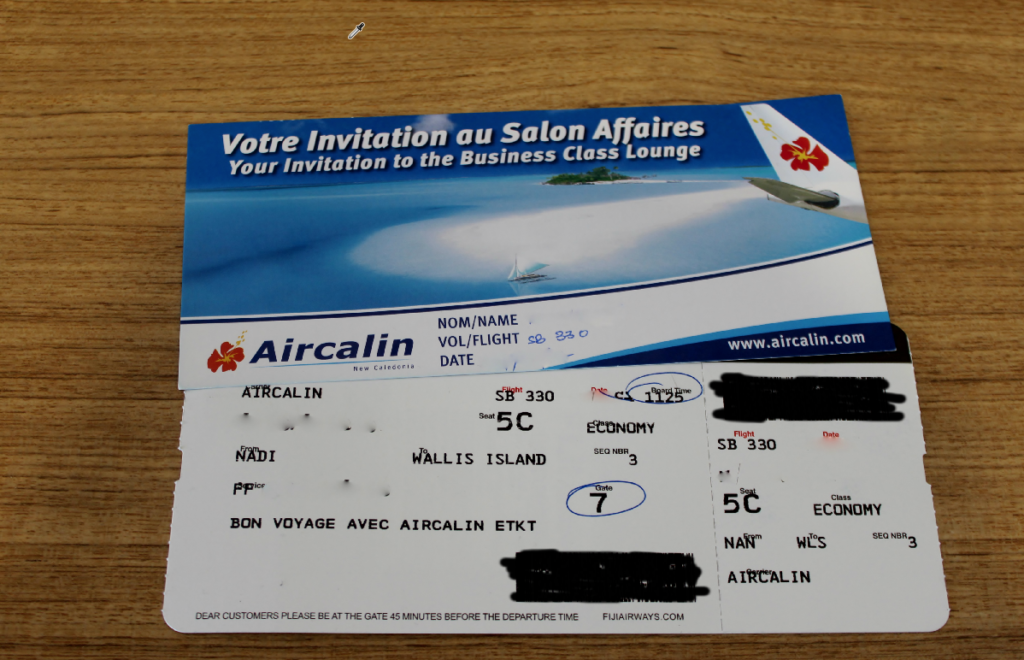 Votre Invitation au Salon Affaires
Your Invitation to the Business Class Lounge
Aircalin
New Caledonia
NOM/NAME
VOL/FLIGHT SB 330
DATE
www.aircalin.com
AIRCALIN
Flight
SB 330
Date
Board Time
1125
Seat 5C
Class
ECONOMY
From
NADI
To
WALLIS ISLAND
SEQ NBR 3
Gate
7
BON VOYAGE AVEC AIRCALIN ETKT
DEAR CUSTOMERS PLEASE BE AT THE GATE 45 MINUTES BEFORE THE DEPARTURE TIME FIJIAIRWAYS.COM
Flight Date
SB 330
Seat
5C
Class
ECONOMY
From
NAN
To
WLS
SEQ NBR 3
Carrier
AIRCALIN